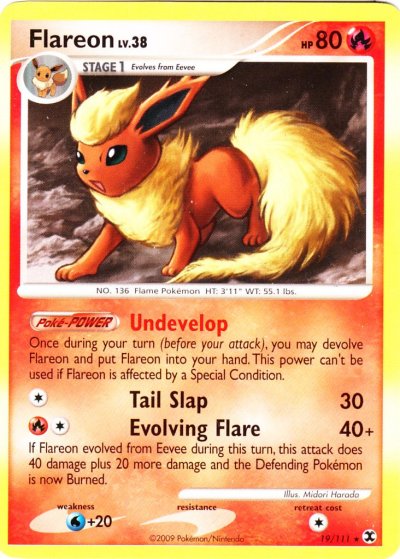 Flareon LV.38 HP 80
STAGE 1 Evolves from Eevee
NO. 136 Flame Pokémon HT: 3'11" WT: 55.1 lbs.
Poké-POWER Undevelop
Once during your turn (before your attack), you may devolve
Flareon and put Flareon into your hand. This power can't be
used if Flareon is affected by a Special Condition.
Tail Slap 30
Evolving Flare 40+
If Flareon evolved from Eevee during this turn, this attack does
40 damage plus 20 more damage and the Defending Pokémon
is now Burned.
Illus. Midori Harada
weakness resistance retreat cost
+20
©2009 Pokémon/Nintendo 19/111 ★